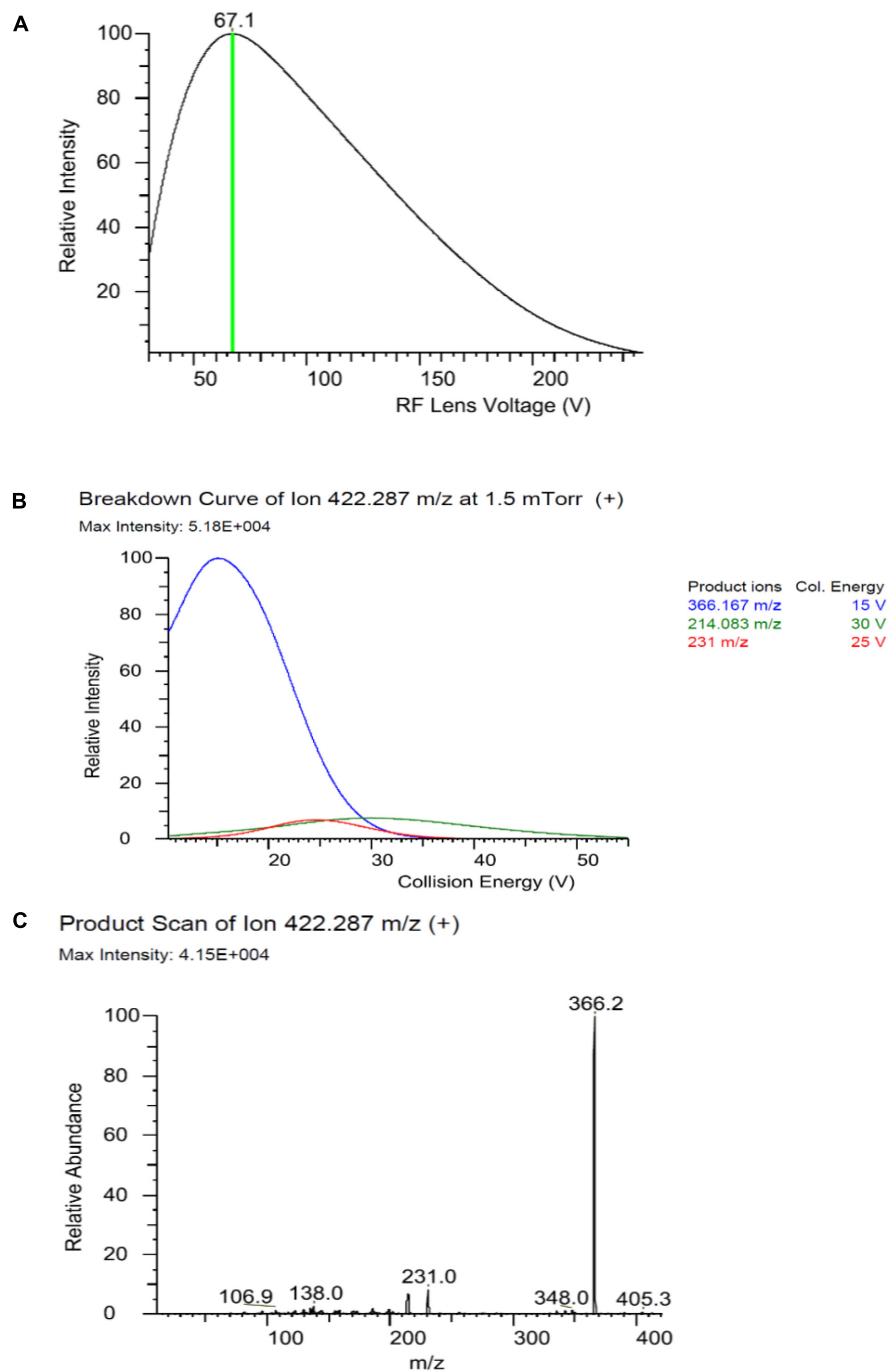 A
67.1
100
80
60
40
20
Relative Intensity
50 100 150 200
RF Lens Voltage (V)
B
Breakdown Curve of Ion 422.287 m/z at 1.5 mTorr (+)
Max Intensity: 5.18E+004
100
80
60
40
20
0
Relative Intensity
20 30 40 50
Collision Energy (V)
Product ions Col. Energy
366.167 m/z 15 V
214.083 m/z 30 V
231 m/z 25 V
C
Product Scan of Ion 422.287 m/z (+)
Max Intensity: 4.15E+004
366.2
100
80
60
40
20
0
Relative Abundance
106.9 138.0 231.0 348.0 405.3
100 200 300 400
m/z